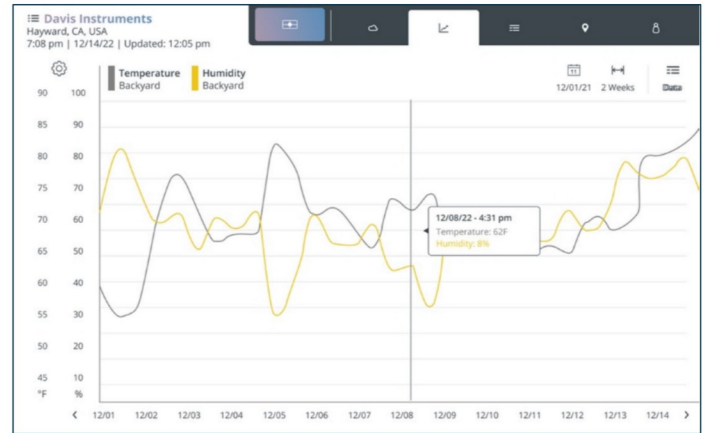 Davis Instruments
Hayward, CA, USA
7:08 pm | 12/14/22 | Updated: 12:05 pm
Temperature
Backyard
Humidity
Backyard
11
12/01/21
2 Weeks
Data
90 100
85 90
80 80
75 70
70 60
65 50
60 40
55 30
50 20
45 10
°F %
12/08/22 - 4:31 pm
Temperature: 62F
Humidity: 8%
< 12/01 12/02 12/03 12/04 12/05 12/06 12/07 12/08 12/09 12/10 12/11 12/12 12/13 12/14 >